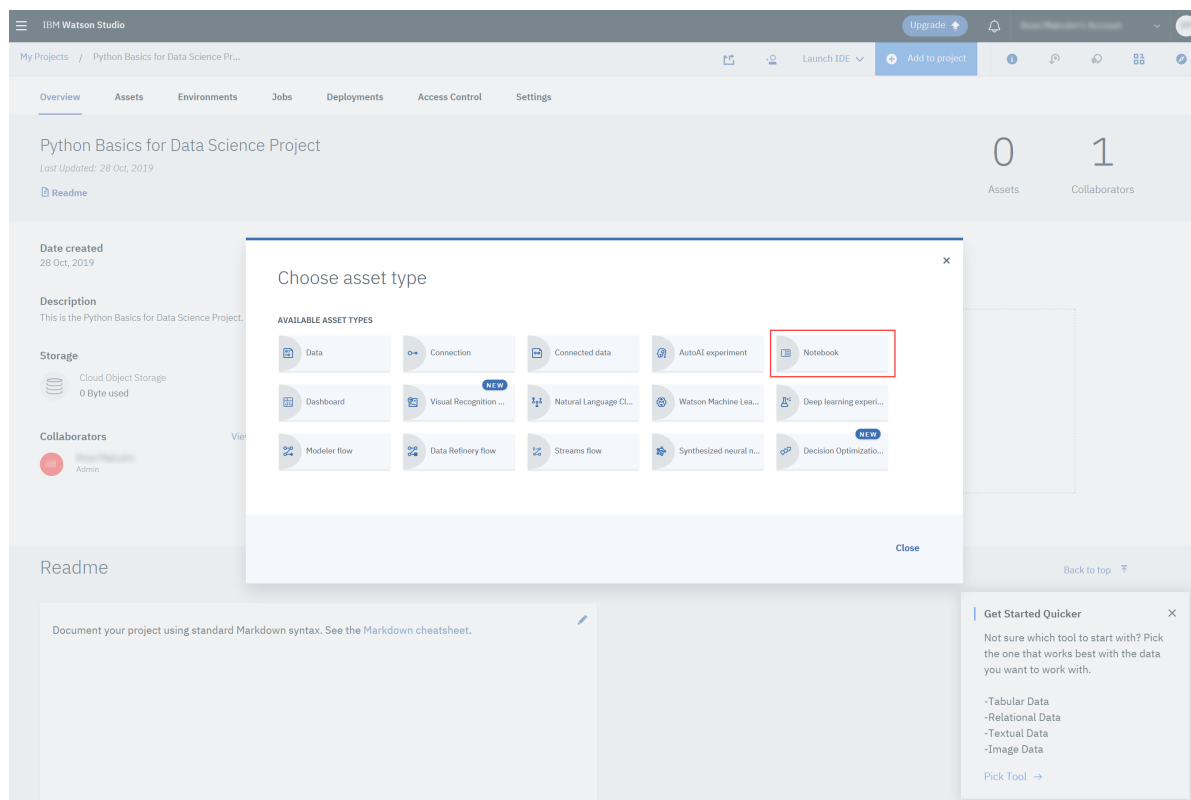 IBM Watson Studio
Upgrade
My Projects / Python Basics for Data Science Pr...
Launch IDE
Add to project
Overview Assets Environments Jobs Deployments Access Control Settings
Python Basics for Data Science Project
Last Updated: 28 Oct, 2019
Readme
0 1
Assets Collaborators
Date created
28 Oct, 2019
Description
This is the Python Basics for Data Science Project.
Storage
Cloud Object Storage
0 Byte used
Collaborators
Admin
Choose asset type
AVAILABLE ASSET TYPES
Data Connection Connected data AutoAI experiment Notebook
NEW
Dashboard Visual Recognition ... Natural Language Cl... Watson Machine Lea... Deep learning experi...
NEW
Modeler flow Data Refinery flow Streams flow Synthesized neural n... Decision Optimizatio...
Close
Readme
Back to top
Document your project using standard Markdown syntax. See the Markdown cheatsheet.
Get Started Quicker
Not sure which tool to start with? Pick
the one that works best with the data
you want to work with.
-Tabular Data
-Relational Data
-Textual Data
-Image Data
Pick Tool →